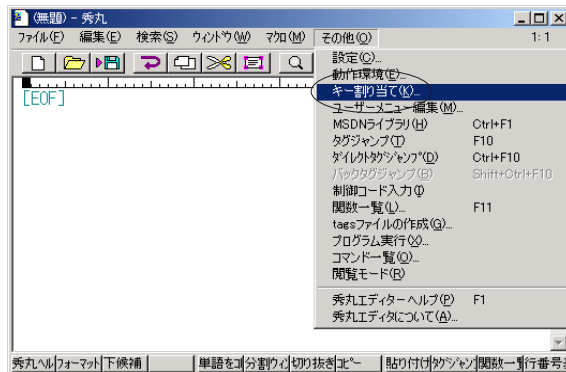 (無題) - 秀丸
ファイル(F) 編集(E) 検索(S) ウィンドウ(W) マクロ(M) その他(O) 1: 1
設定(C)...
動作環境(E)...
キー割り当て(K)...
ユーザーメニュー編集(M)...
MSDNライブラリ(H) Ctrl+F1
タグジャンプ(T) F10
ダイレクトタグジャンプ(D) Ctrl+F10
バックタグジャンプ(B) Shift+Ctrl+F10
制御コード入力(I)
関数一覧(L)... F11
tagsファイルの作成(G)...
プログラム実行(X)...
コマンド一覧(O)...
閲覧モード(R)
秀丸エディターヘルプ(P) F1
秀丸エディタについて(A)...
[EOF]
秀丸ヘル フォーマット 下候補 単語をコ 分割ウィ 切り抜き コピー 貼り付け タグジャン 関数一 行番号